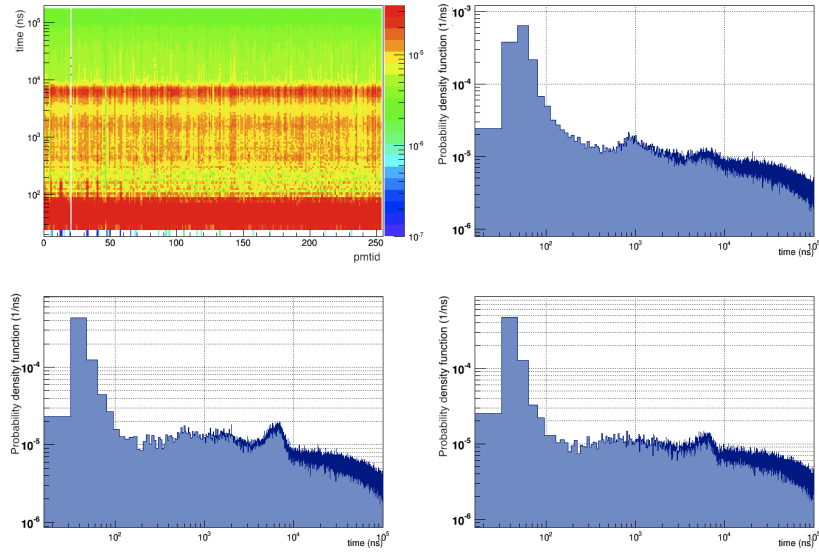 time (ns)
10⁵
10⁴
10³
10²
0 50 100 150 200 250
pmtid
10⁻⁵
10⁻⁶
10⁻⁷
Probability density function (1/ns)
10⁻³
10⁻⁴
10⁻⁵
10⁻⁶
10² 10³ 10⁴ 10⁵
time (ns)
Probability density function (1/ns)
10⁻⁴
10⁻⁵
10⁻⁶
10² 10³ 10⁴ 10⁵
time (ns)
Probability density function (1/ns)
10⁻⁴
10⁻⁵
10⁻⁶
10² 10³ 10⁴ 10⁵
time (ns)